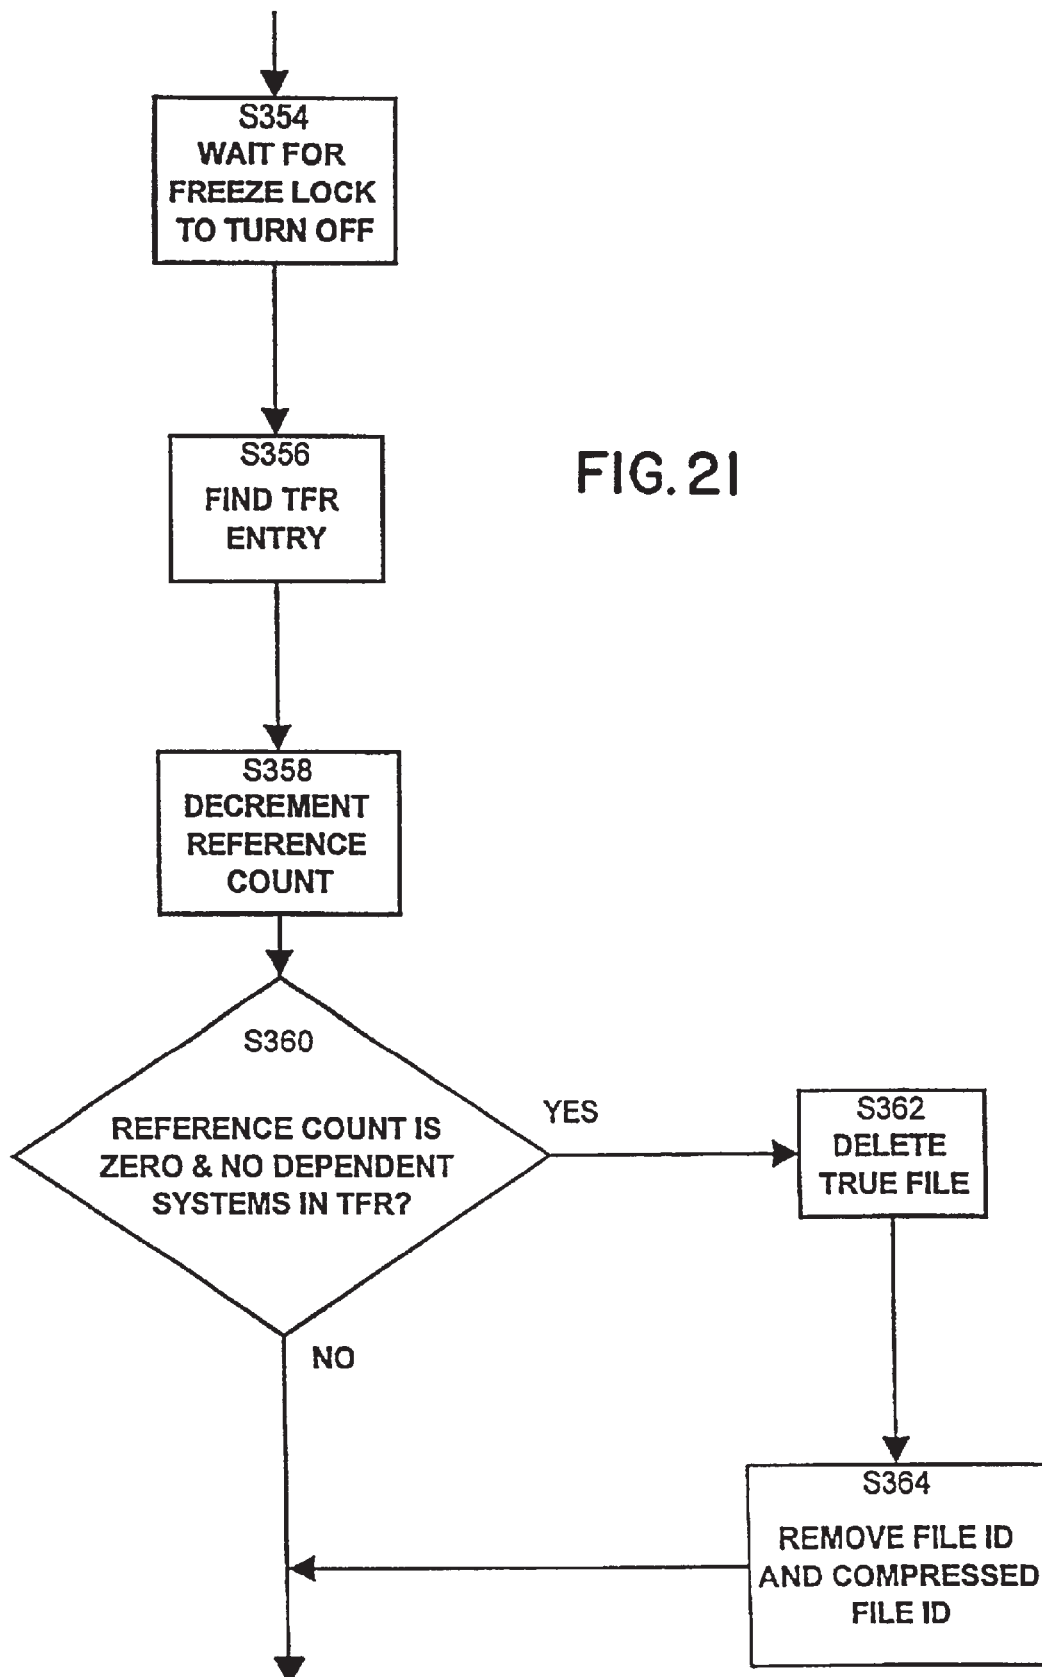 S354
WAIT FOR
FREEZE LOCK
TO TURN OFF
S356
FIND TFR
ENTRY
FIG. 21
S358
DECREMENT
REFERENCE
COUNT
S360
REFERENCE COUNT IS
ZERO & NO DEPENDENT
SYSTEMS IN TFR?
YES
S362
DELETE
TRUE FILE
NO
S364
REMOVE FILE ID
AND COMPRESSED
FILE ID